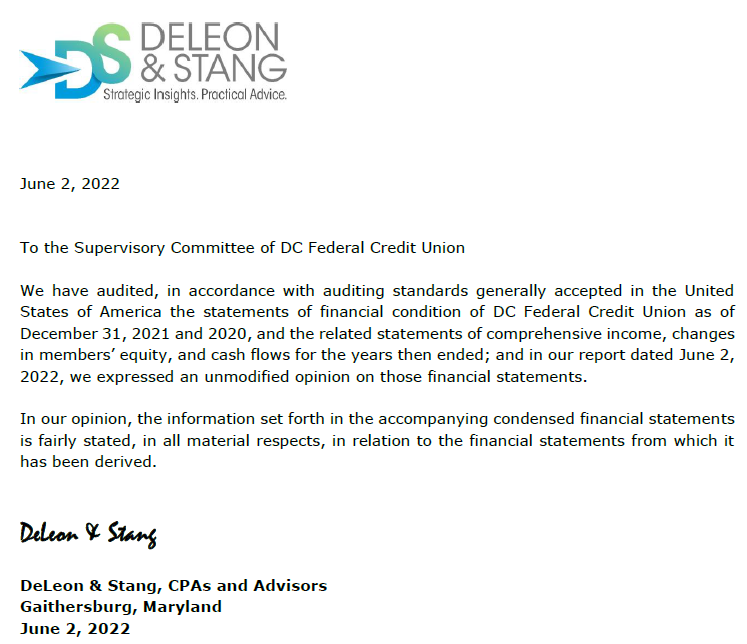 DS DELEON
& STANG
Strategic Insights. Practical Advice.
June 2, 2022
To the Supervisory Committee of DC Federal Credit Union
We have audited, in accordance with auditing standards generally accepted in the United
States of America the statements of financial condition of DC Federal Credit Union as of
December 31, 2021 and 2020, and the related statements of comprehensive income, changes
in members’ equity, and cash flows for the years then ended; and in our report dated June 2,
2022, we expressed an unmodified opinion on those financial statements.
In our opinion, the information set forth in the accompanying condensed financial statements
is fairly stated, in all material respects, in relation to the financial statements from which it
has been derived.
DeLeon & Stang
DeLeon & Stang, CPAs and Advisors
Gaithersburg, Maryland
June 2, 2022